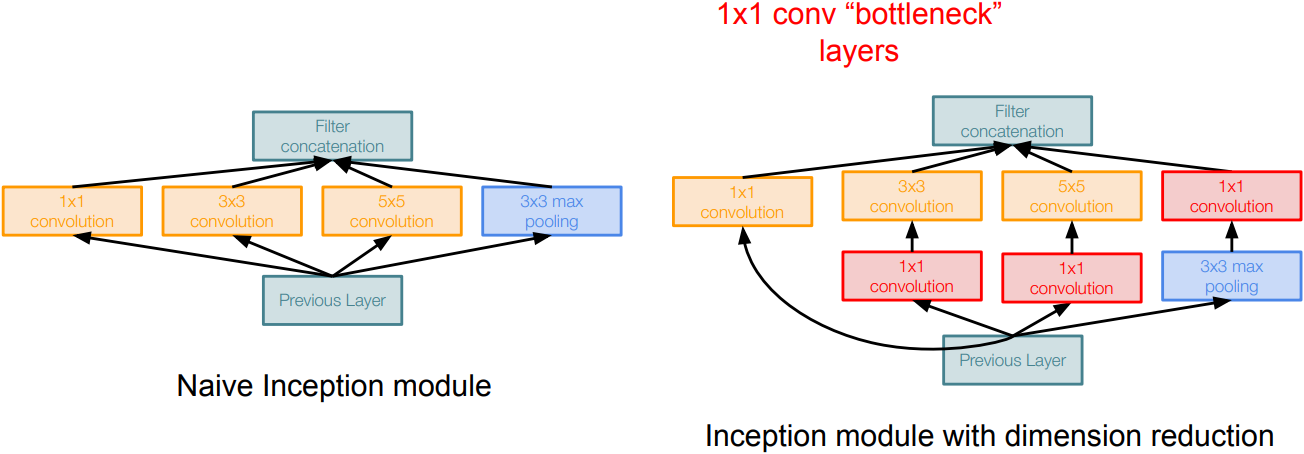 1x1 conv “bottleneck”
layers
Filter
concatenation
1x1
convolution
3x3
convolution
5x5
convolution
3x3 max
pooling
Previous Layer
Naive Inception module
Filter
concatenation
1x1
convolution
3x3
convolution
5x5
convolution
1x1
convolution
1x1
convolution
1x1
convolution
3x3 max
pooling
Previous Layer
Inception module with dimension reduction